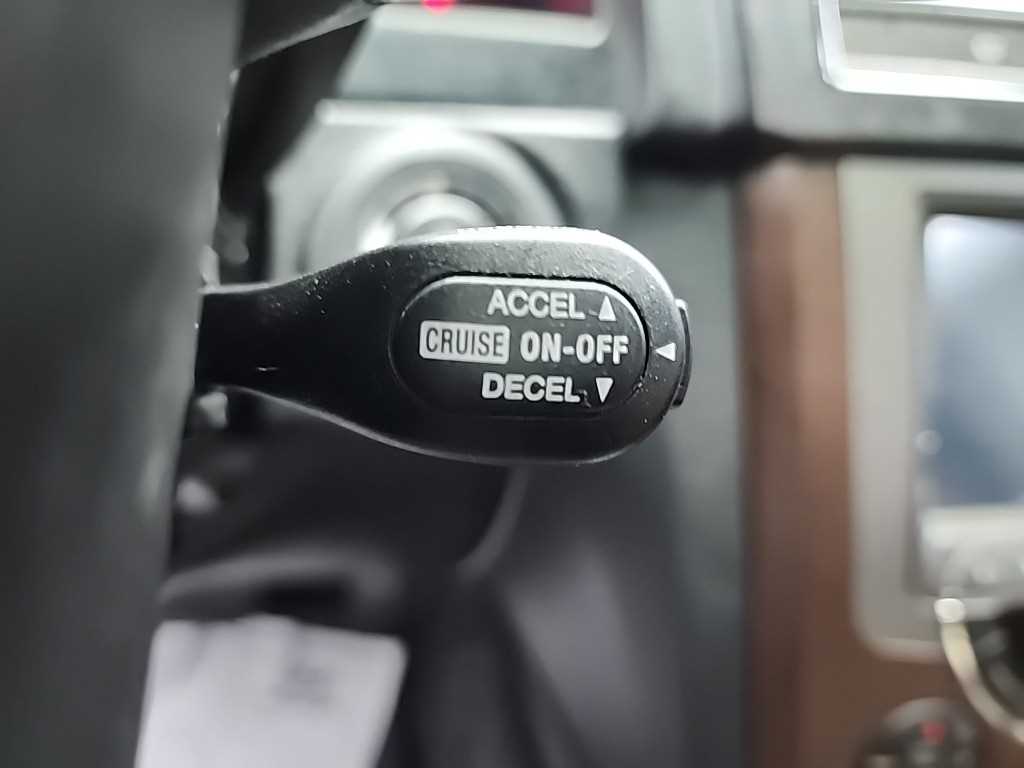 ACCEL ▲
CRUISE ON-OFF ◀
DECEL ▼